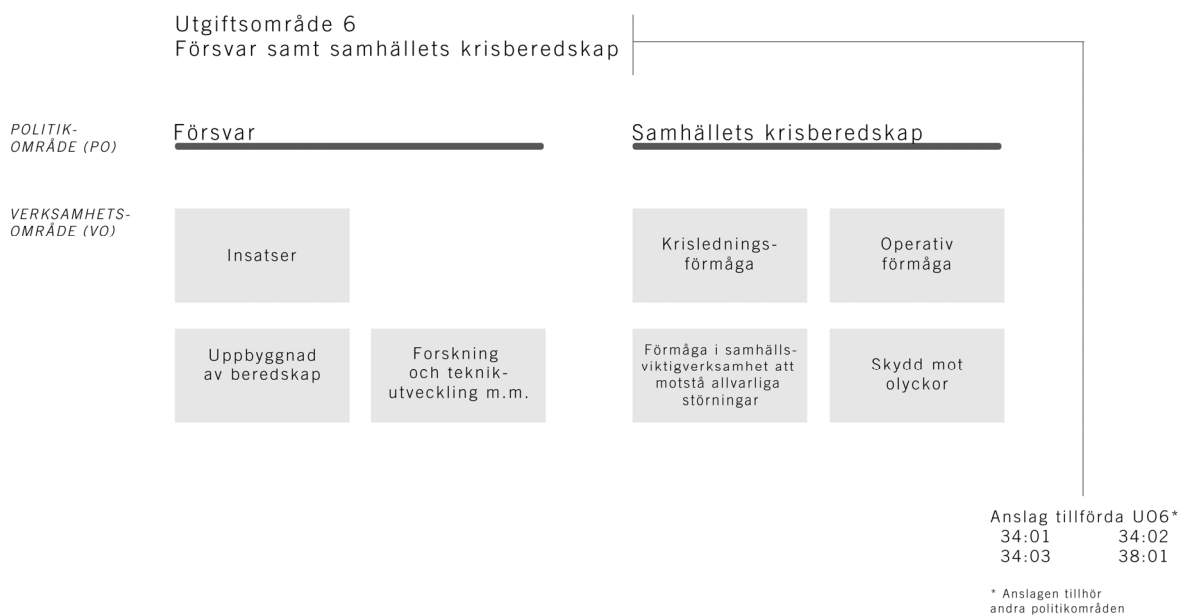 Utgiftsområde 6
Försvar samt samhällets krisberedskap
POLITIK-
OMRÅDE (PO)
Försvar
Samhällets krisberedskap
VERKSAMHETS-
OMRÅDE (VO)
Insatser
Krislednings-
förmåga
Operativ
förmåga
Uppbyggnad
av beredskap
Forskning
och teknik-
utveckling m.m.
Förmåga i samhälls-
viktigverksamhet att
motstå allvarliga
störningar
Skydd mot
olyckor
Anslag tillförda UO6*
34:01 34:02
34:03 38:01
* Anslagen tillhör
andra politikområden